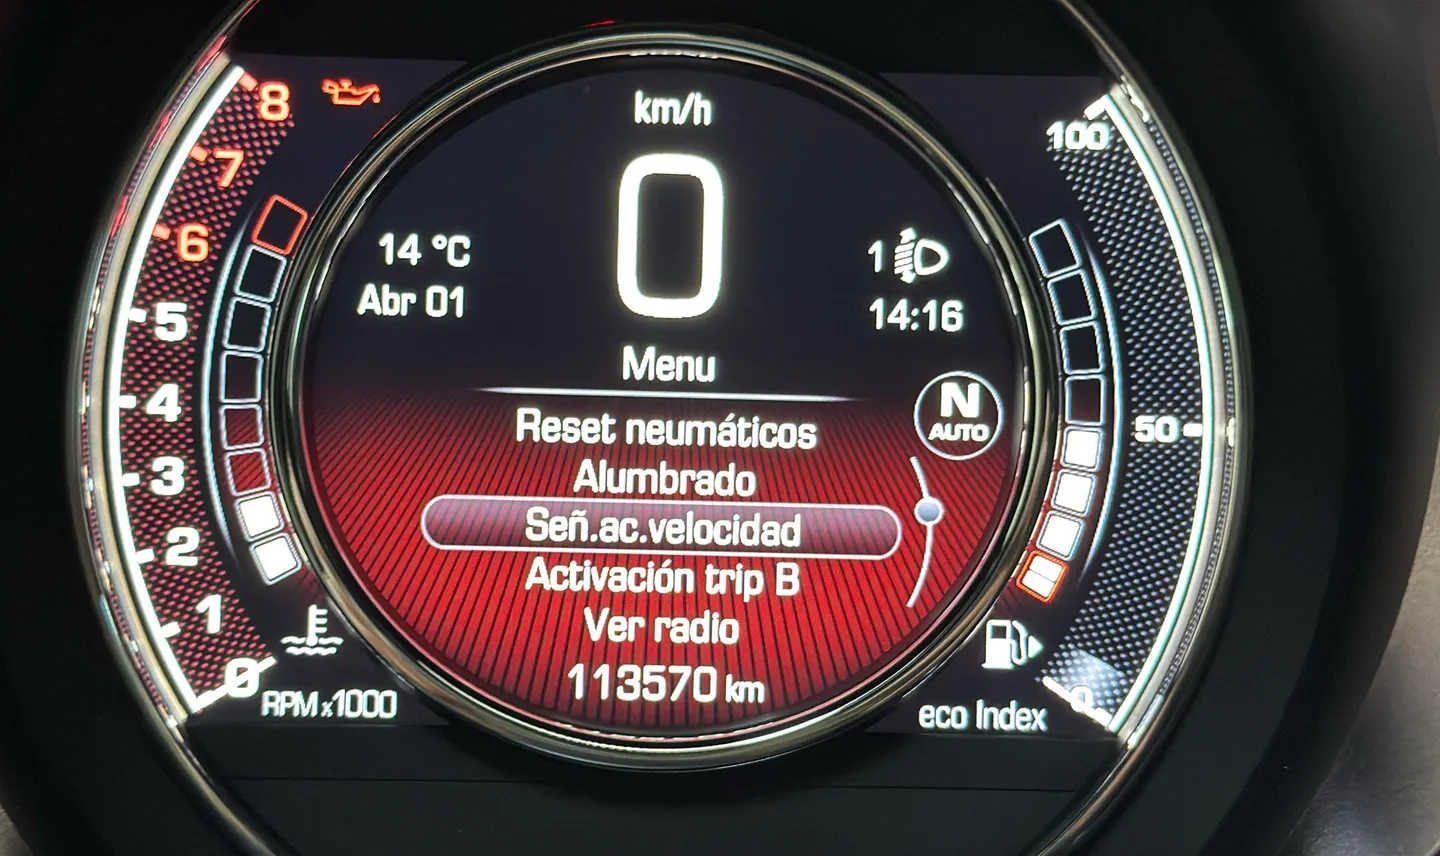 km/h
0
14 °C
Abr 01
1
14:16
Menu
N
AUTO
Reset neumáticos
Alumbrado
Señ.ac.velocidad
Activación trip B
Ver radio
113570 km
8
7
6
5
4
3
2
1
0
RPM x1000
100
50
0
eco Index